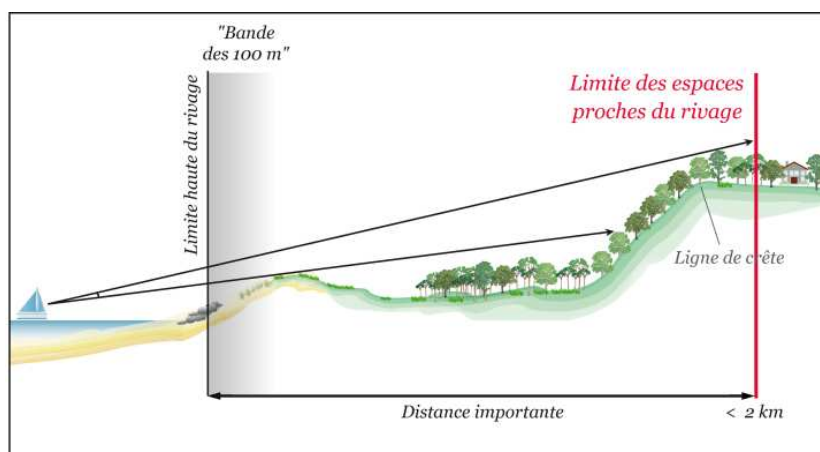 "Bande
des 100 m"
Limite haute du rivage
Limite des espaces
proches du rivage
Ligne de crête
Distance importante
< 2 km